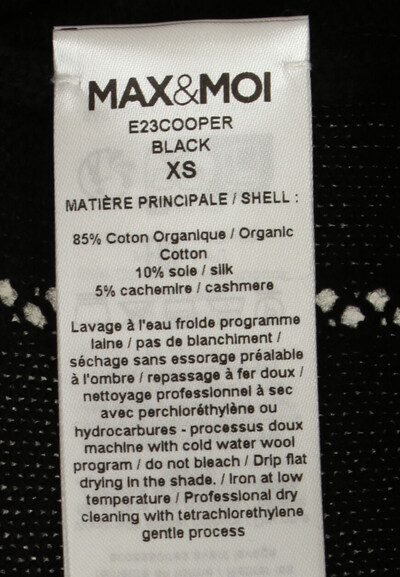 MAX&MOI
E23COOPER
BLACK
XS
MATIÈRE PRINCIPALE / SHELL :
85% Coton Organique / Organic
Cotton
10% soie / silk
5% cachemire / cashmere
Lavage à l'eau froide programme
laine / pas de blanchiment /
séchage sans essorage préalable
à l'ombre / repassage à fer doux /
nettoyage professionnel à sec
avec perchloréthylène ou
hydrocarbures - processus doux
machine with cold water wool
program / do not bleach / Drip flat
drying in the shade. / Iron at low
temperature / Professional dry
cleaning with tetrachlorethylene
gentle process